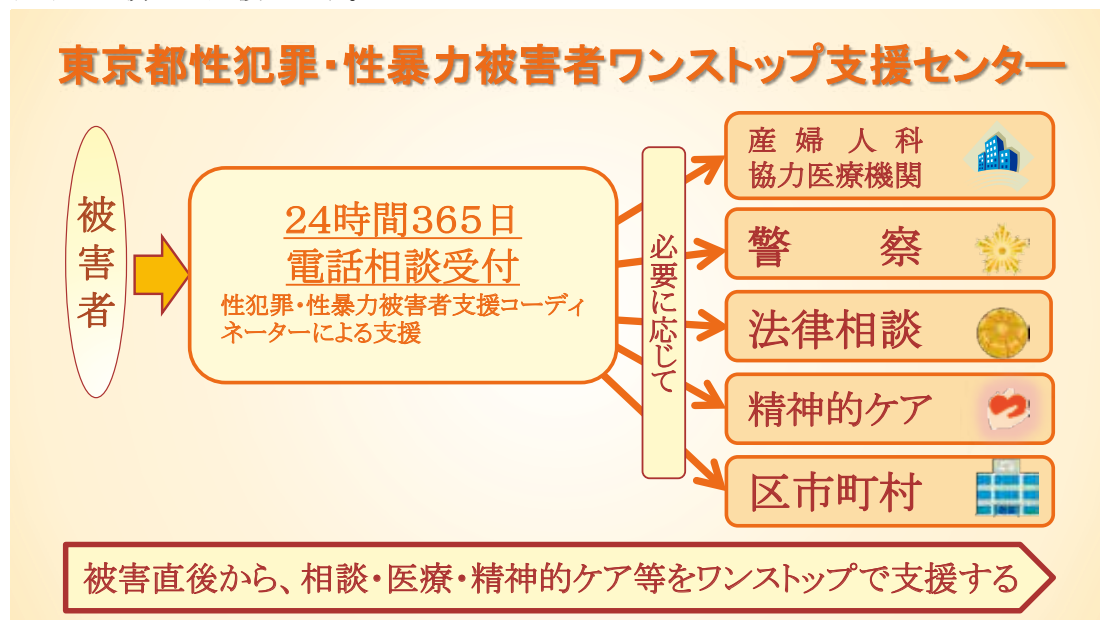 東京都性犯罪・性暴力被害者ワンストップ支援センター
被害者
24時間365日
電話相談受付
性犯罪・性暴力被害者支援コーディ
ネーターによる支援
必要に応じて
産婦人科
協力医療機関
警察
法律相談
精神的ケア
区市町村
被害直後から、相談・医療・精神的ケア等をワンストップで支援する